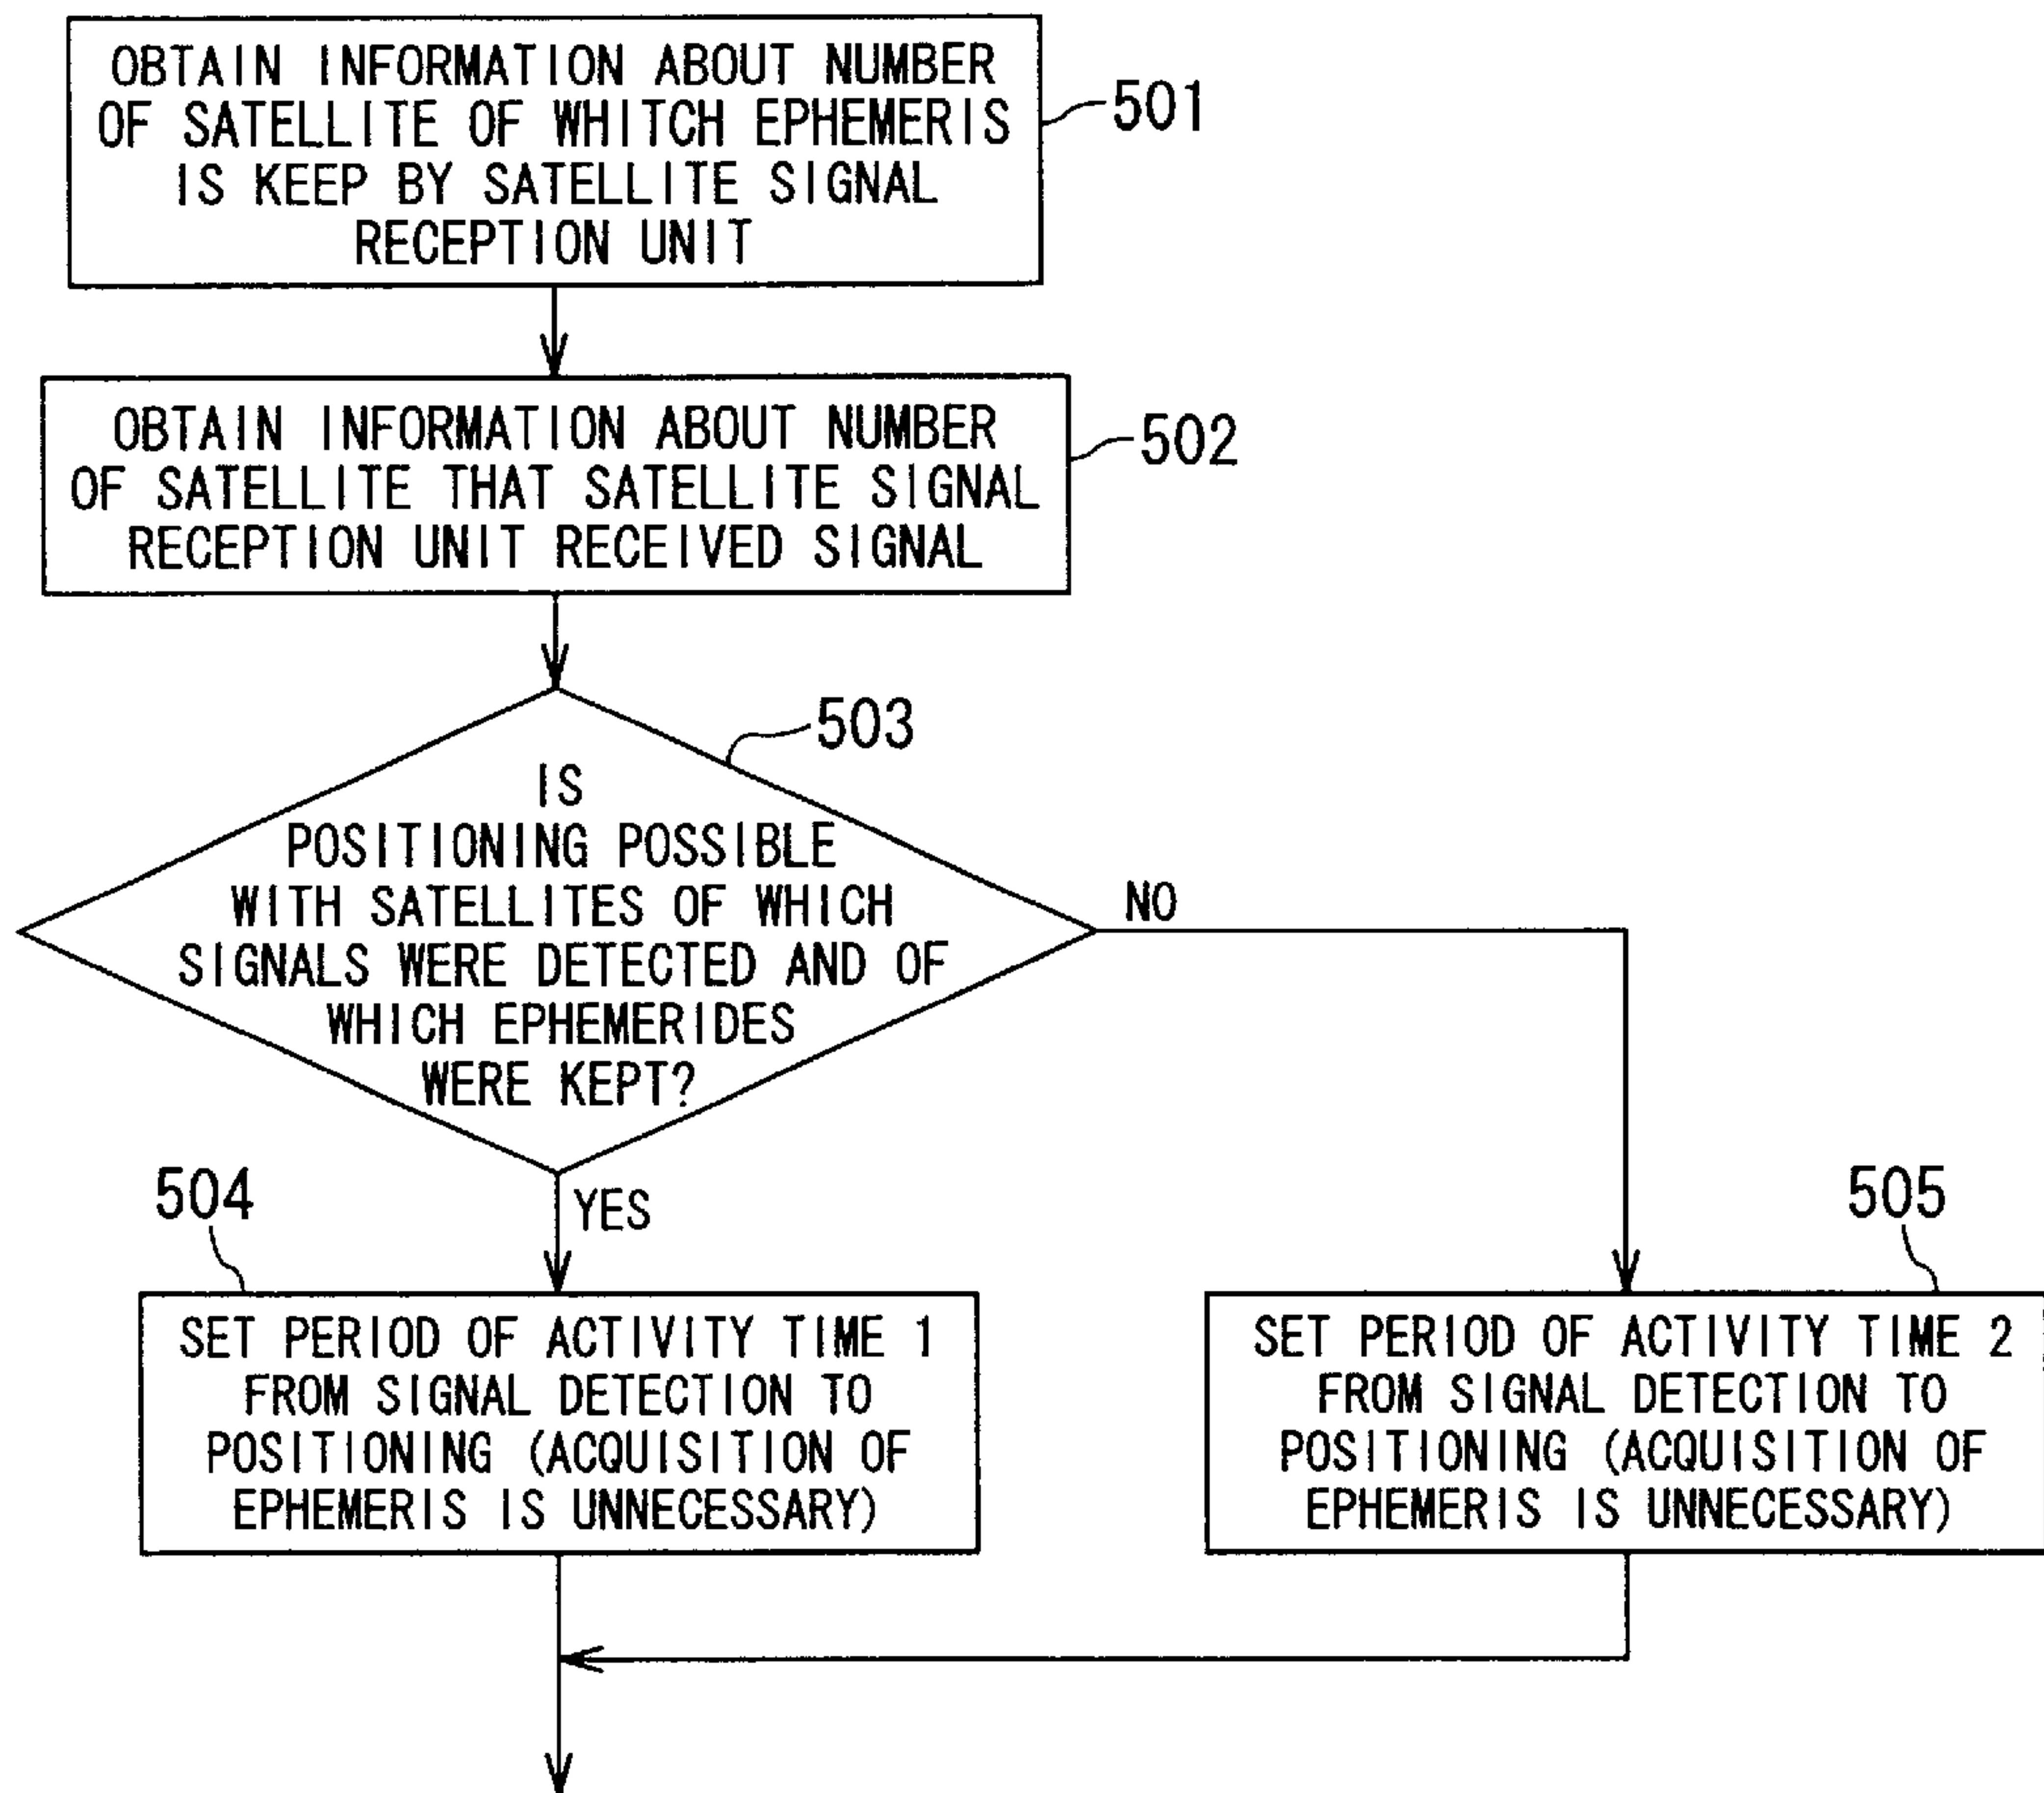 OBTAIN INFORMATION ABOUT NUMBER
OF SATELLITE OF WHITCH EPHEMERIS
IS KEEP BY SATELLITE SIGNAL
RECEPTION UNIT
501
OBTAIN INFORMATION ABOUT NUMBER
OF SATELLITE THAT SATELLITE SIGNAL
RECEPTION UNIT RECEIVED SIGNAL
502
503
IS
POSITIONING POSSIBLE
WITH SATELLITES OF WHICH
SIGNALS WERE DETECTED AND OF
WHICH EPHEMERIDES
WERE KEPT?
NO
YES
504
SET PERIOD OF ACTIVITY TIME 1
FROM SIGNAL DETECTION TO
POSITIONING (ACQUISITION OF
EPHEMERIS IS UNNECESSARY)
505
SET PERIOD OF ACTIVITY TIME 2
FROM SIGNAL DETECTION TO
POSITIONING (ACQUISITION OF
EPHEMERIS IS UNNECESSARY)